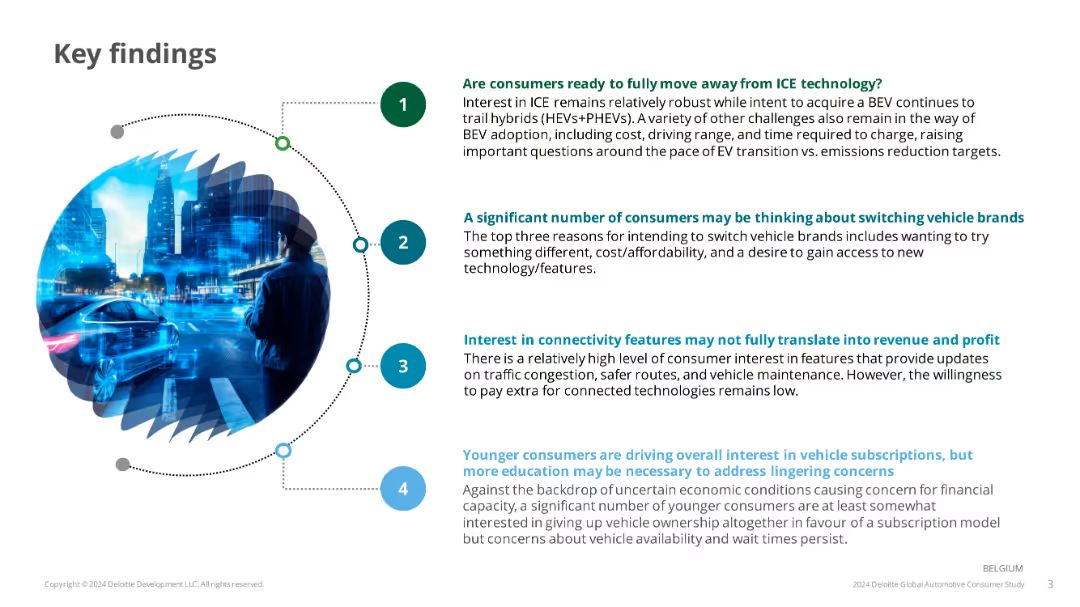 Key findings
1
Are consumers ready to fully move away from ICE technology?
Interest in ICE remains relatively robust while intent to acquire a BEV continues to
trail hybrids (HEVs+PHEVs). A variety of other challenges also remain in the way of
BEV adoption, including cost, driving range, and time required to charge, raising
important questions around the pace of EV transition vs. emissions reduction targets.
2
A significant number of consumers may be thinking about switching vehicle brands
The top three reasons for intending to switch vehicle brands includes wanting to try
something different, cost/affordability, and a desire to gain access to new
technology/features.
3
Interest in connectivity features may not fully translate into revenue and profit
There is a relatively high level of consumer interest in features that provide updates
on traffic congestion, safer routes, and vehicle maintenance. However, the willingness
to pay extra for connected technologies remains low.
4
Younger consumers are driving overall interest in vehicle subscriptions, but
more education may be necessary to address lingering concerns
Against the backdrop of uncertain economic conditions causing concern for financial
capacity, a significant number of younger consumers are at least somewhat
interested in giving up vehicle ownership altogether in favour of a subscription model
but concerns about vehicle availability and wait times persist.
BELGIUM
Copyright © 2024 Deloitte Development LLC. All rights reserved.
2024 Deloitte Global Automotive Consumer Study
3